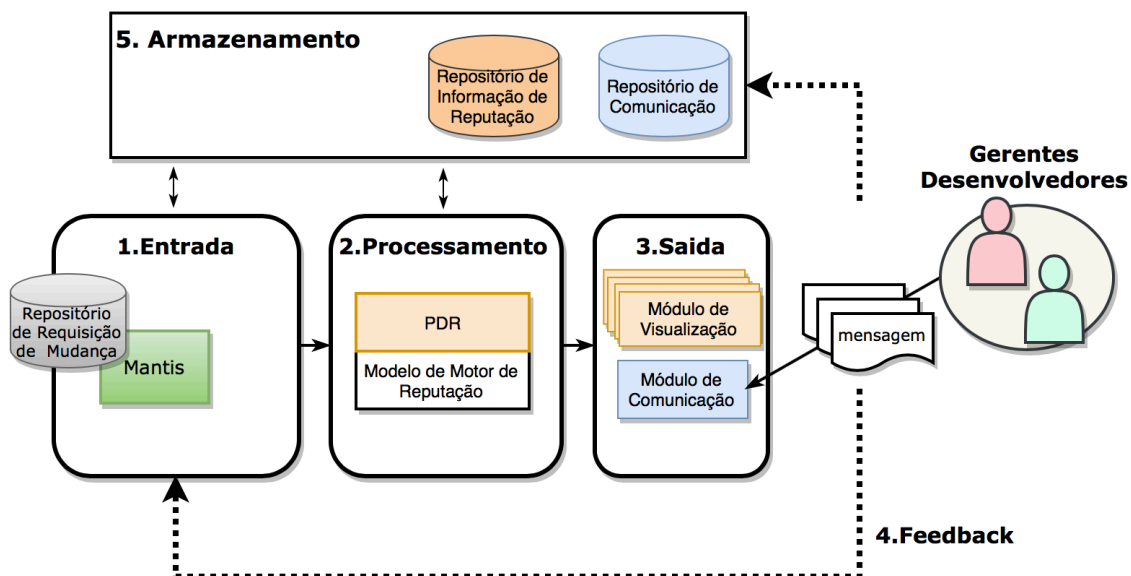 5. Armazenamento
Repositório de
Informação de
Reputação
Repositório de
Comunicação
Gerentes
Desenvolvedores
1.Entrada
2.Processamento
3.Saida
Repositório
de Requisição
de Mudança
Mantis
PDR
Modelo de Motor de
Reputação
Módulo de
Visualização
Módulo de
Comunicação
mensagem
4.Feedback